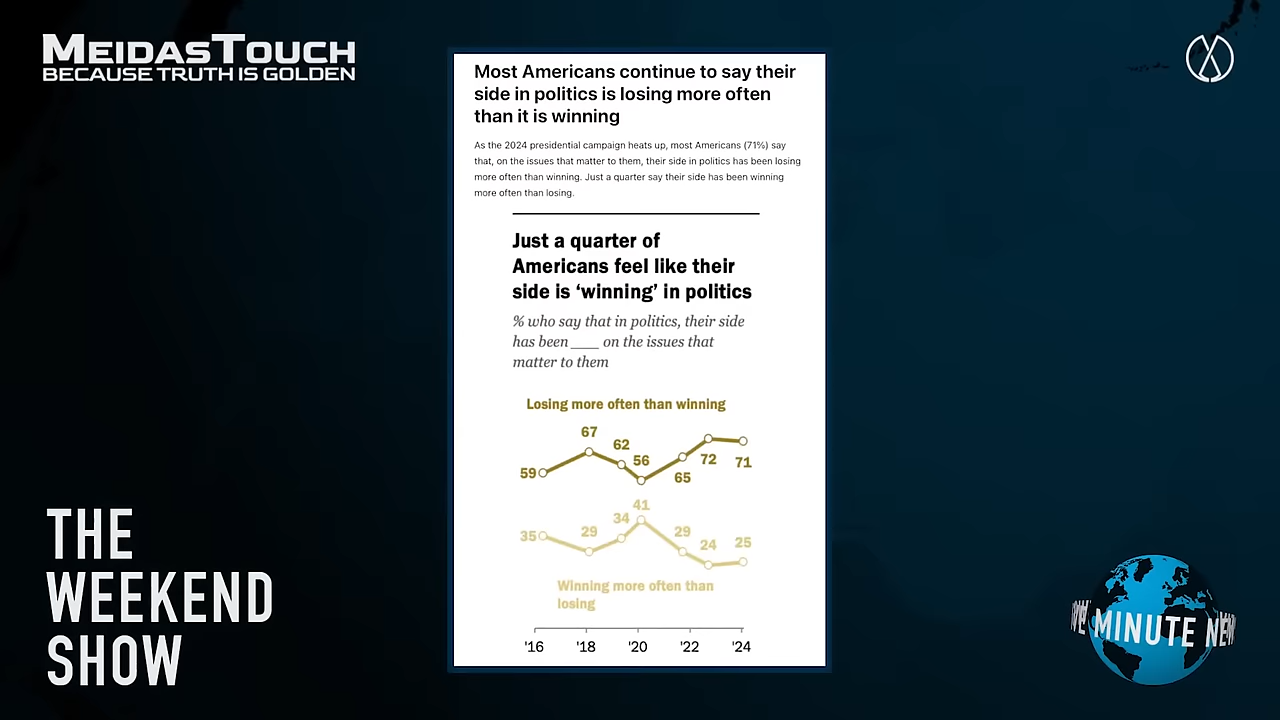 MEIDASTOUCH
BECAUSE TRUTH IS GOLDEN
Most Americans continue to say their
side in politics is losing more often
than it is winning
As the 2024 presidential campaign heats up, most Americans (71%) say
that, on the issues that matter to them, their side in politics has been losing
more often than winning. Just a quarter say their side has been winning
more often than losing.
Just a quarter of
Americans feel like their
side is ‘winning’ in politics
% who say that in politics, their side
has been ___ on the issues that
matter to them
Losing more often than winning
59
67
62
56
65
72
71
35
29
34
41
29
24
25
Winning more often than
losing
'16
'18
'20
'22
'24
THE
WEEKEND
SHOW
MINUTE